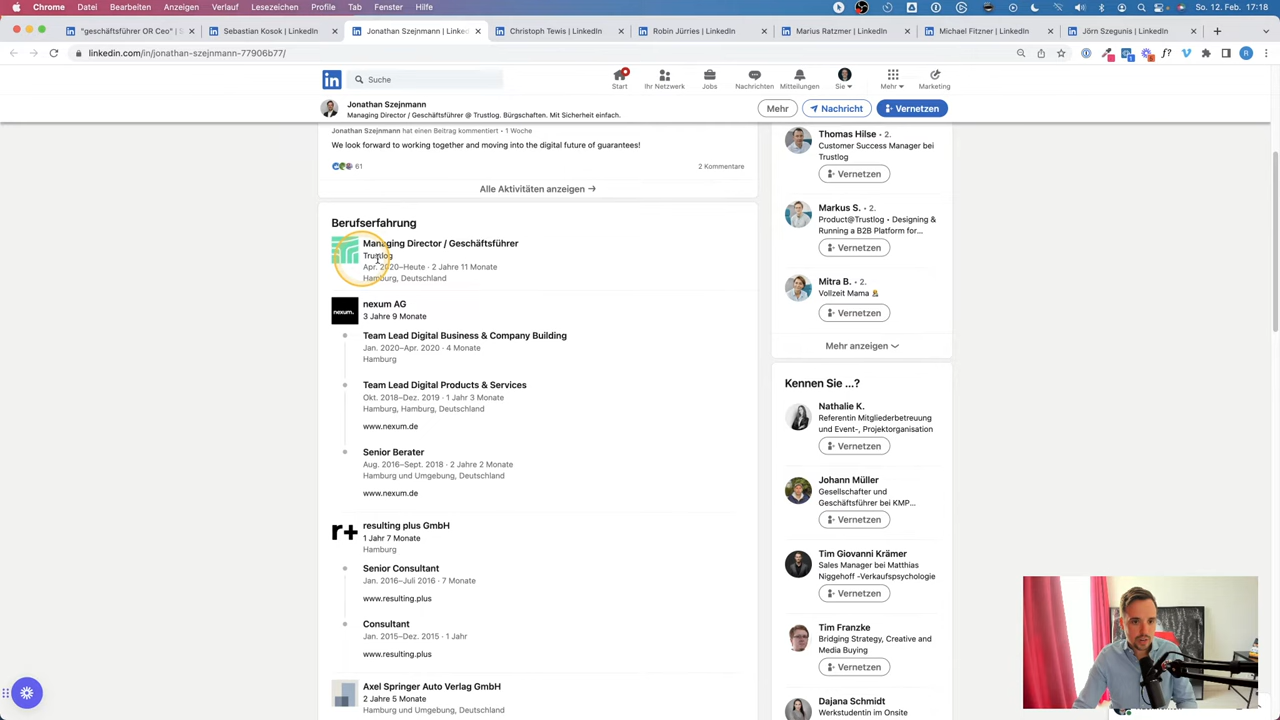 Chrome Datei Bearbeiten Anzeigen Verlauf Lesezeichen Profile Tab Fenster Hilfe
So. 12. Feb. 17:18
"geschäftsführer OR Ceo" | S
Sebastian Kosok | LinkedIn
Jonathan Szejnmann | Linke
Christoph Tewis | LinkedIn
Robin Jürries | LinkedIn
Marius Ratzmer | LinkedIn
Michael Fitzner | LinkedIn
Jörn Szegunis | LinkedIn
linkedin.com/in/jonathan-szejnmann-77906b77/
Suche
Start
Ihr Netzwerk
Jobs
Nachrichten
Mitteilungen
Sie
Mehr
Marketing
Jonathan Szejnmann
Managing Director / Geschäftsführer @ Trustlog. Bürgschaften. Mit Sicherheit einfach.
Mehr
Nachricht
Vernetzen
Jonathan Szejnmann hat einen Beitrag kommentiert • 1 Woche
We look forward to working together and moving into the digital future of guarantees!
61
2 Kommentare
Alle Aktivitäten anzeigen →
Berufserfahrung
Managing Director / Geschäftsführer
Trustlog
Apr. 2020–Heute · 2 Jahre 11 Monate
Hamburg, Deutschland
nexum.
nexum AG
3 Jahre 9 Monate
Team Lead Digital Business & Company Building
Jan. 2020–Apr. 2020 · 4 Monate
Hamburg
Team Lead Digital Products & Services
Okt. 2018–Dez. 2019 · 1 Jahr 3 Monate
Hamburg, Hamburg, Deutschland
www.nexum.de
Senior Berater
Aug. 2016–Sept. 2018 · 2 Jahre 2 Monate
Hamburg und Umgebung, Deutschland
www.nexum.de
r+
resulting plus GmbH
1 Jahr 7 Monate
Hamburg
Senior Consultant
Jan. 2016–Juli 2016 · 7 Monate
www.resulting.plus
Consultant
Jan. 2015–Dez. 2015 · 1 Jahr
www.resulting.plus
Axel Springer Auto Verlag GmbH
2 Jahre 5 Monate
Hamburg und Umgebung, Deutschland
Thomas Hilse • 2.
Customer Success Manager bei
Trustlog
Vernetzen
Markus S. • 2.
Product@Trustlog • Designing &
Running a B2B Platform for...
Vernetzen
Mitra B. • 2.
Vollzeit Mama
Vernetzen
Mehr anzeigen
Kennen Sie ...?
Nathalie K.
Referentin Mitgliederbetreuung
und Event-, Projektorganisation
Vernetzen
Johann Müller
Gesellschafter und
Geschäftsführer bei KMP...
Vernetzen
Tim Giovanni Krämer
Sales Manager bei Matthias
Niggehoff -Verkaufspsychologie
Vernetzen
Tim Franzke
Bridging Strategy, Creative and
Media Buying
Vernetzen
Dajana Schmidt
Werkstudentin im Onsite